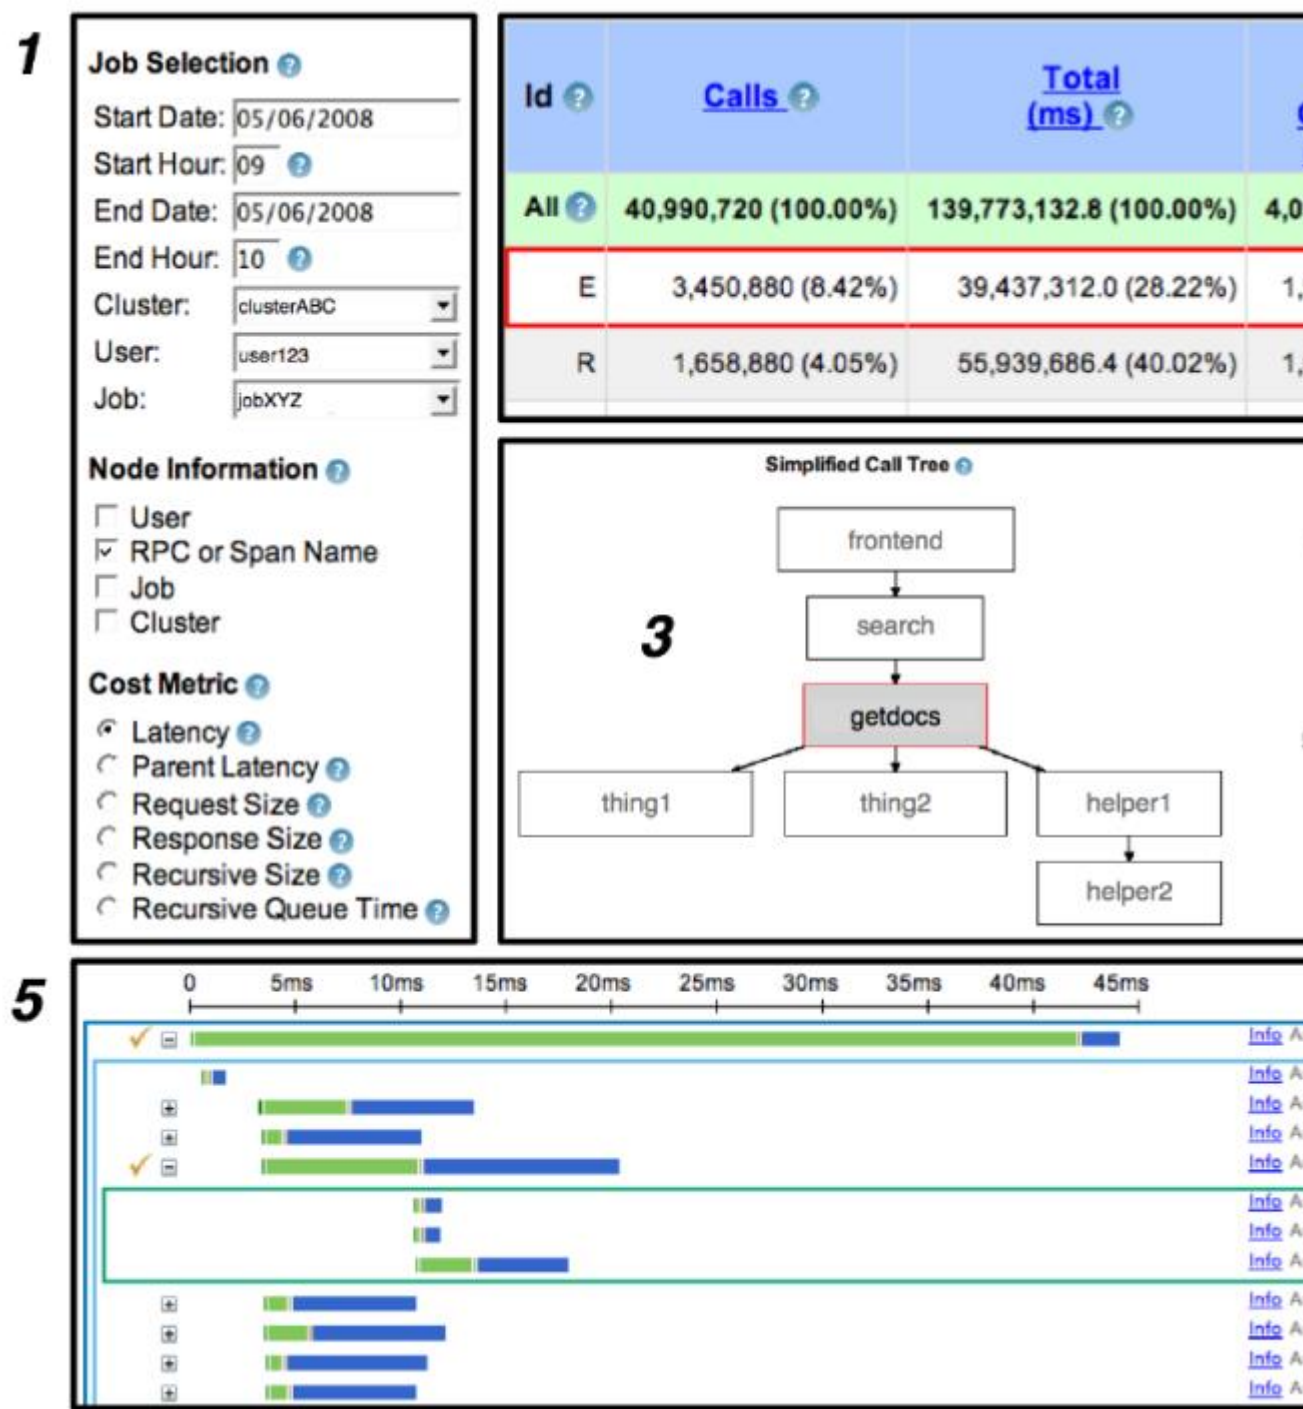 1
Job Selection ?
Start Date: 05/06/2008
Start Hour: 09 ?
End Date: 05/06/2008
End Hour: 10 ?
Cluster: clusterABC
User: user123
Job: jobXYZ
Node Information ?
User
RPC or Span Name
Job
Cluster
Cost Metric ?
Latency ?
Parent Latency ?
Request Size ?
Response Size ?
Recursive Size ?
Recursive Queue Time ?
Id ? Calls ? Total
(ms) ?
All ? 40,990,720 (100.00%) 139,773,132.8 (100.00%) 4,0
E 3,450,880 (8.42%) 39,437,312.0 (28.22%) 1,
R 1,658,880 (4.05%) 55,939,686.4 (40.02%) 1,
Simplified Call Tree ?
frontend
search
3
getdocs
thing1 thing2 helper1
helper2
5
0 5ms 10ms 15ms 20ms 25ms 30ms 35ms 40ms 45ms
Info A
Info A
Info A
Info A
Info A
Info A
Info A
Info A
Info A
Info A
Info A
Info A